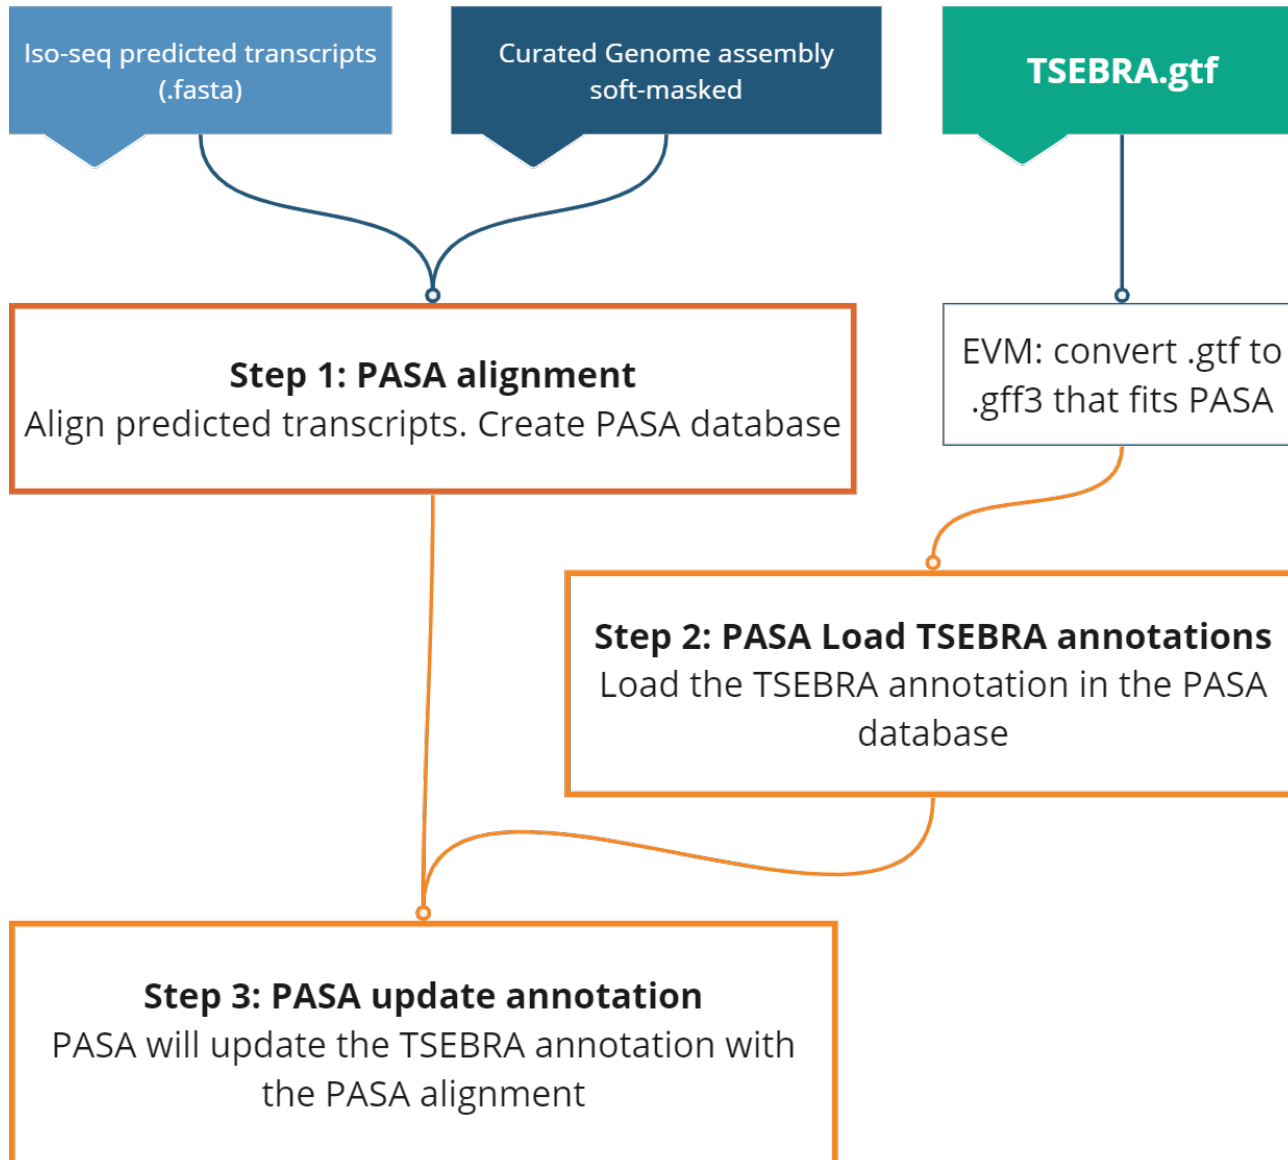 Iso-seq predicted transcripts
(.fasta)
Curated Genome assembly
soft-masked
TSEBRA.gtf
Step 1: PASA alignment
Align predicted transcripts. Create PASA database
EVM: convert .gtf to
.gff3 that fits PASA
Step 2: PASA Load TSEBRA annotations
Load the TSEBRA annotation in the PASA
database
Step 3: PASA update annotation
PASA will update the TSEBRA annotation with
the PASA alignment